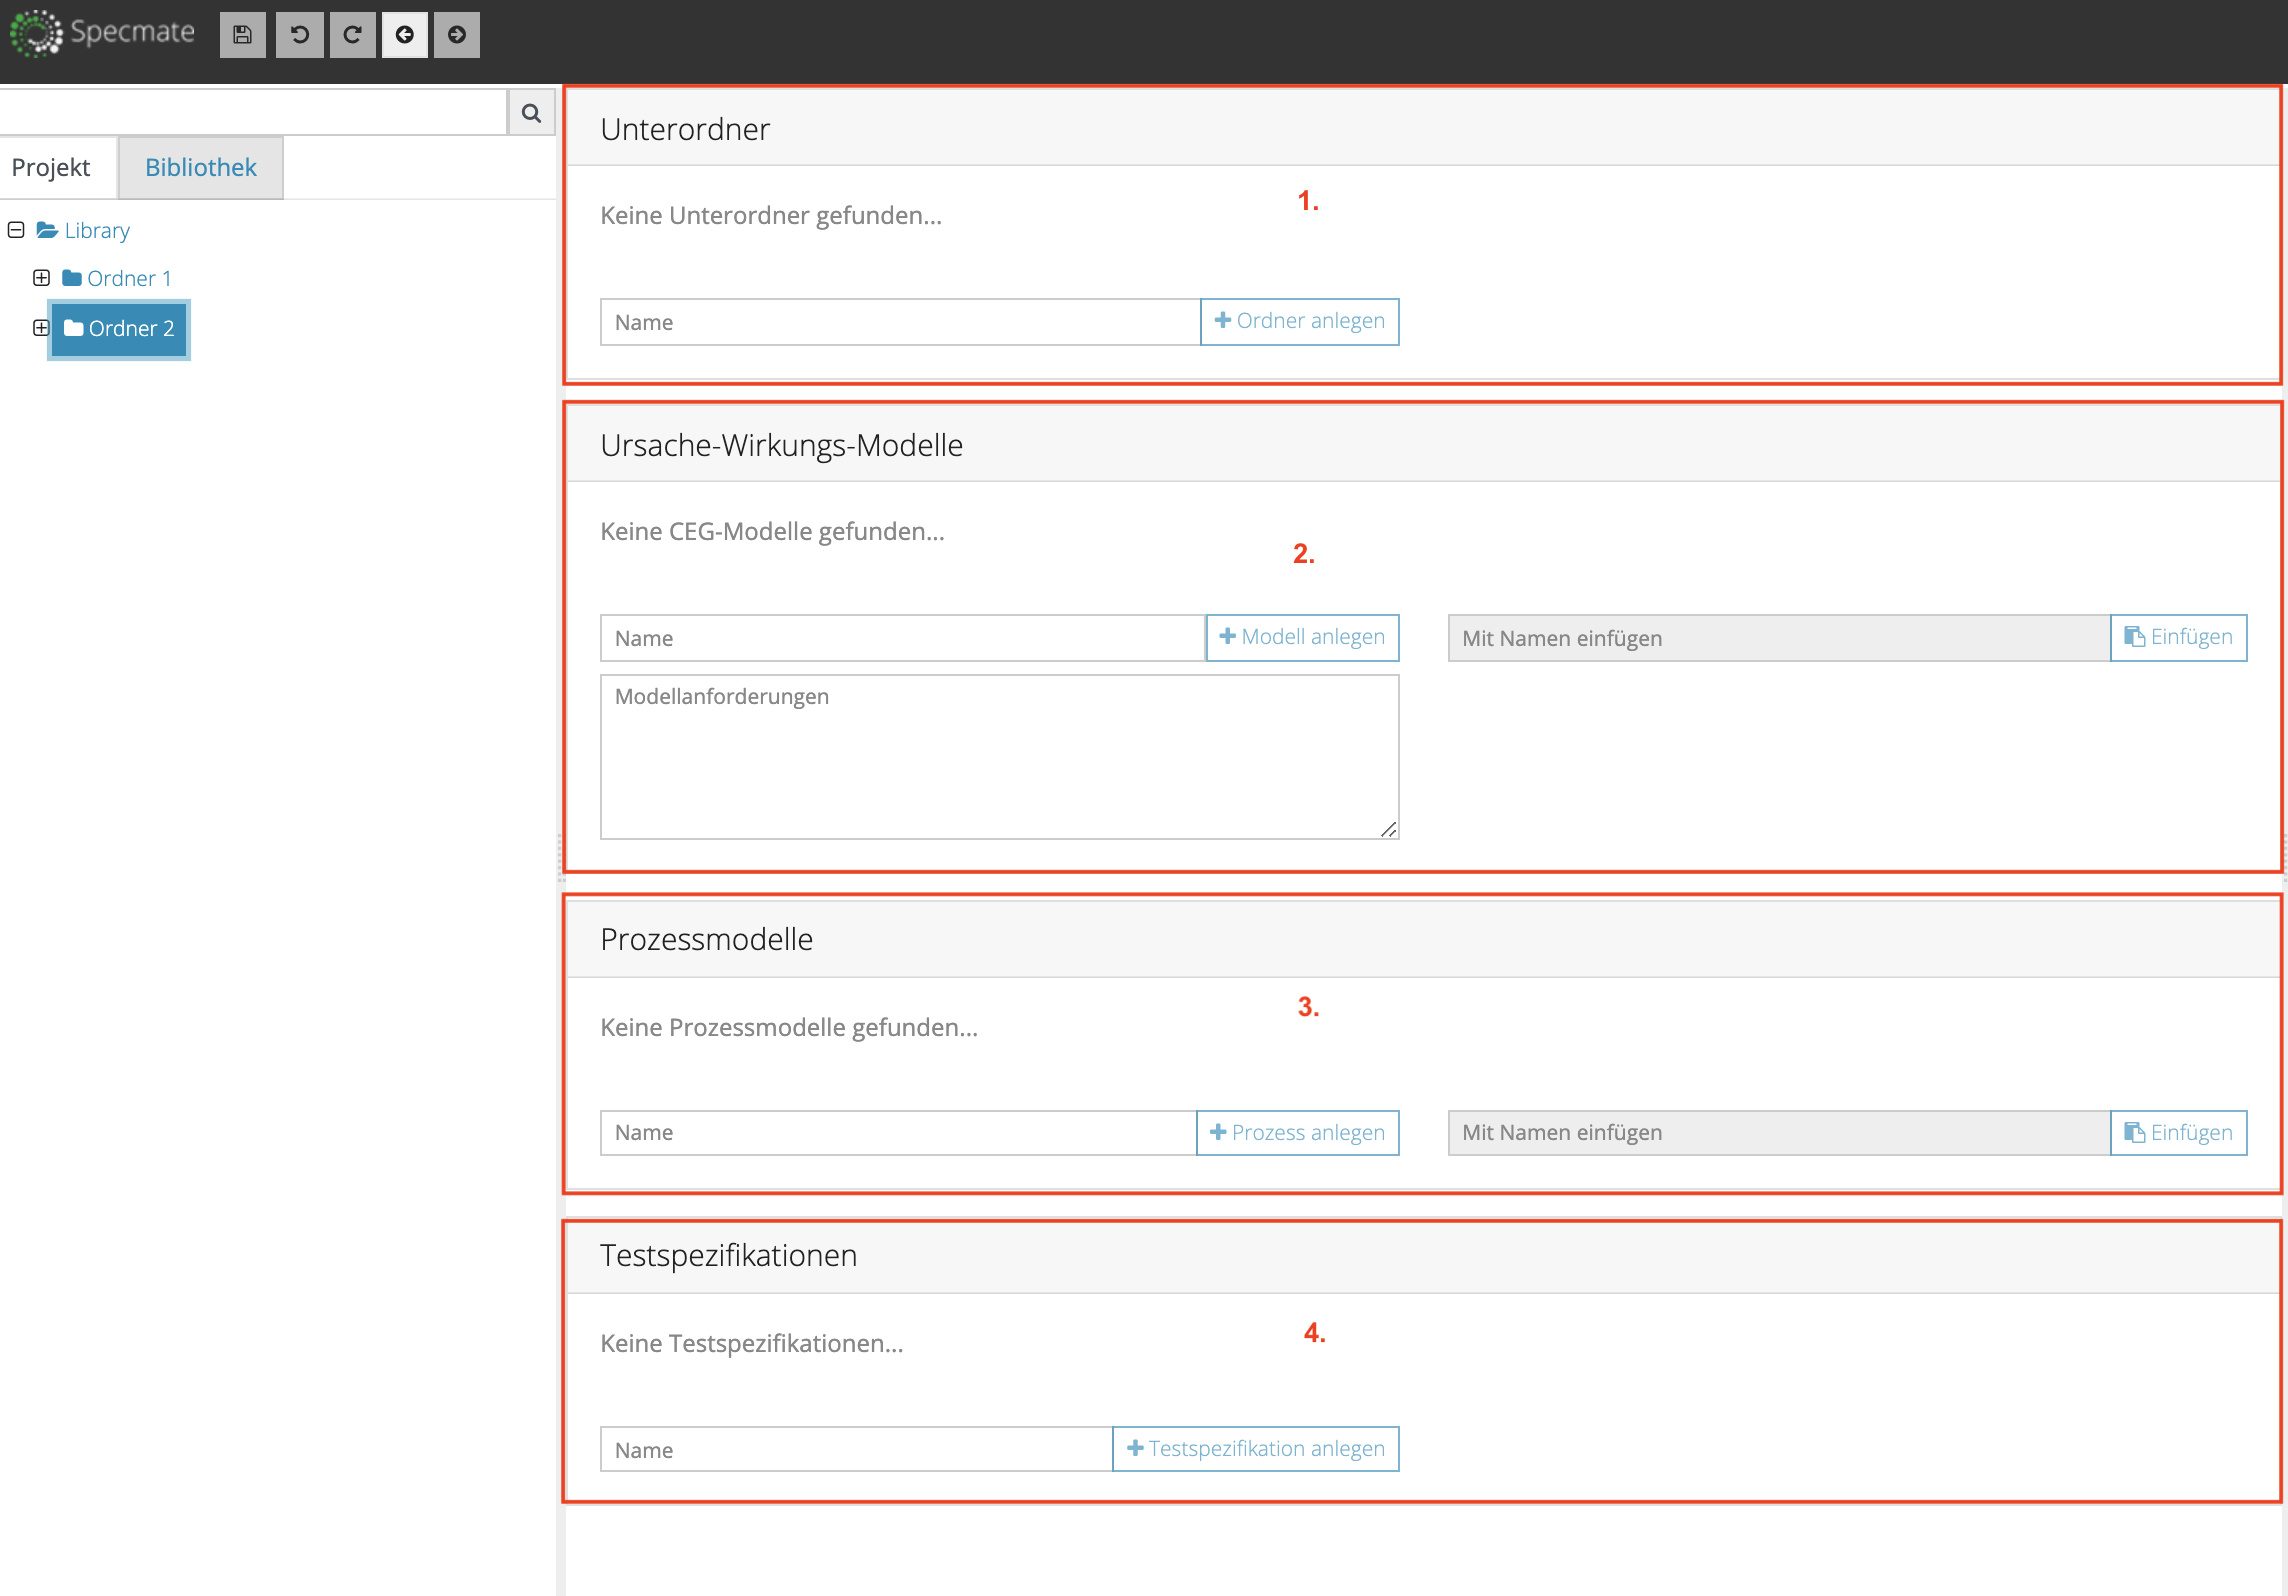 Specmate
Projekt
Bibliothek
Library
Ordner 1
Ordner 2
Unterordner
1.
Keine Unterordner gefunden...
Name
Ordner anlegen
Ursache-Wirkungs-Modelle
Keine CEG-Modelle gefunden...
2.
Name
Modell anlegen
Mit Namen einfügen
Einfügen
Modellanforderungen
Prozessmodelle
3.
Keine Prozessmodelle gefunden...
Name
Prozess anlegen
Mit Namen einfügen
Einfügen
Testspezifikationen
4.
Keine Testspezifikationen...
Name
Testspezifikation anlegen